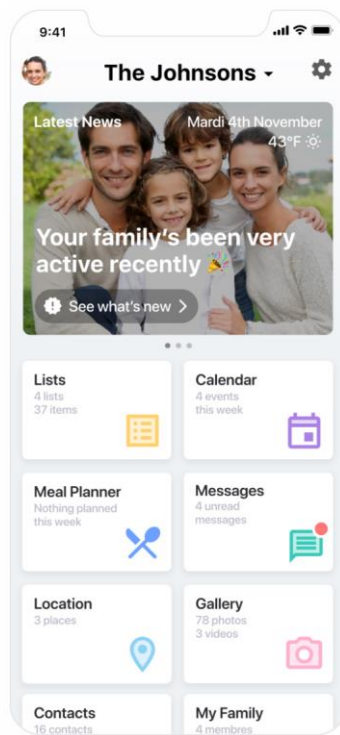 9:41
The Johnsons
Latest News
Mardi 4th November
43°F
Your family's been very
active recently 🎉
See what's new
Lists
4 lists
37 items
Calendar
4 events
this week
Meal Planner
Nothing planned
this week
Messages
4 unread
messages
Location
3 places
Gallery
78 photos
3 videos
Contacts
16 contacts
My Family
4 membres